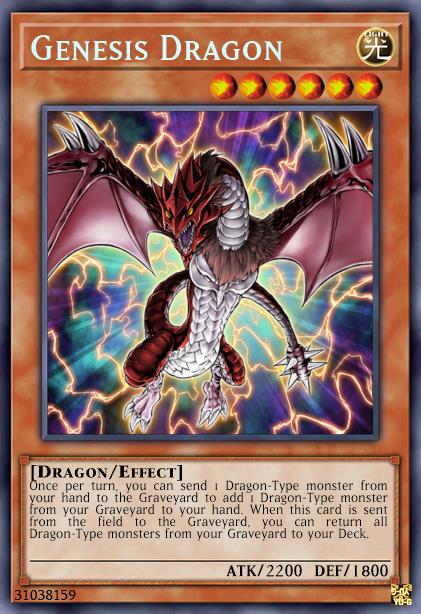 Genesis Dragon
LIGHT
光
[Dragon/Effect]
Once per turn, you can send 1 Dragon-Type monster from
your hand to the Graveyard to add 1 Dragon-Type monster
from your Graveyard to your hand. When this card is sent
from the field to the Graveyard, you can return all
Dragon-Type monsters from your Graveyard to your Deck.
ATK/2200 DEF/1800
31038159